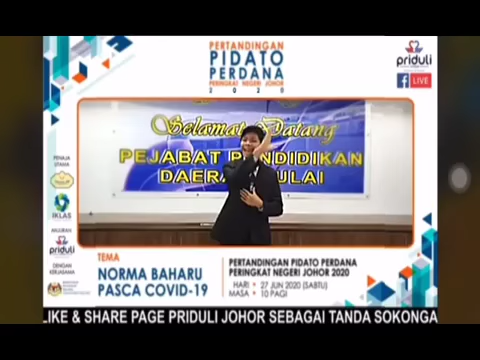 PERTANDINGAN
PIDATO
PERDANA
PERINGKAT NEGERI JOHOR
2020
priduli
f LIVE
Selamat Datang
PEJABAT PENDIDIKAN
DAERAH KULAI
PENAJA
UTAMA
IKLAS
ANJURAN
priduli
DENGAN
KERJASAMA
TEMA
NORMA BAHARU
PASCA COVID-19
PERTANDINGAN PIDATO PERDANA
PERINGKAT NEGERI JOHOR 2020
HARI • 27 JUN 2020 (SABTU)
MASA • 10 PAGI
LIKE & SHARE PAGE PRIDULI JOHOR SEBAGAI TANDA SOKONGA